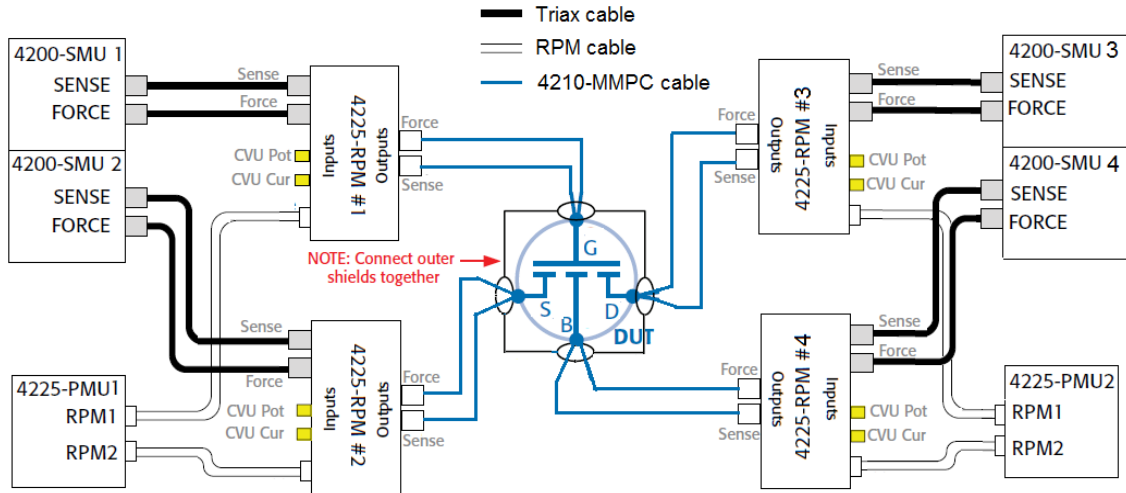 Triax cable
RPM cable
4210-MMPC cable
4200-SMU 1
SENSE
FORCE
4200-SMU 2
SENSE
FORCE
Sense
Force
CVU Pot
CVU Cur
Inputs
4225-RPM #1
Outputs
Force
Sense
NOTE: Connect outer
shields together
G
S
D
B
DUT
Sense
Force
CVU Pot
CVU Cur
Inputs
4225-RPM #2
Outputs
Force
Sense
4225-PMU1
RPM1
RPM2
4200-SMU 3
SENSE
FORCE
4200-SMU 4
SENSE
FORCE
Sense
Force
CVU Pot
CVU Cur
Inputs
4225-RPM #3
Outputs
Force
Sense
Sense
Force
CVU Pot
CVU Cur
Inputs
4225-RPM #4
Outputs
Force
Sense
4225-PMU2
RPM1
RPM2